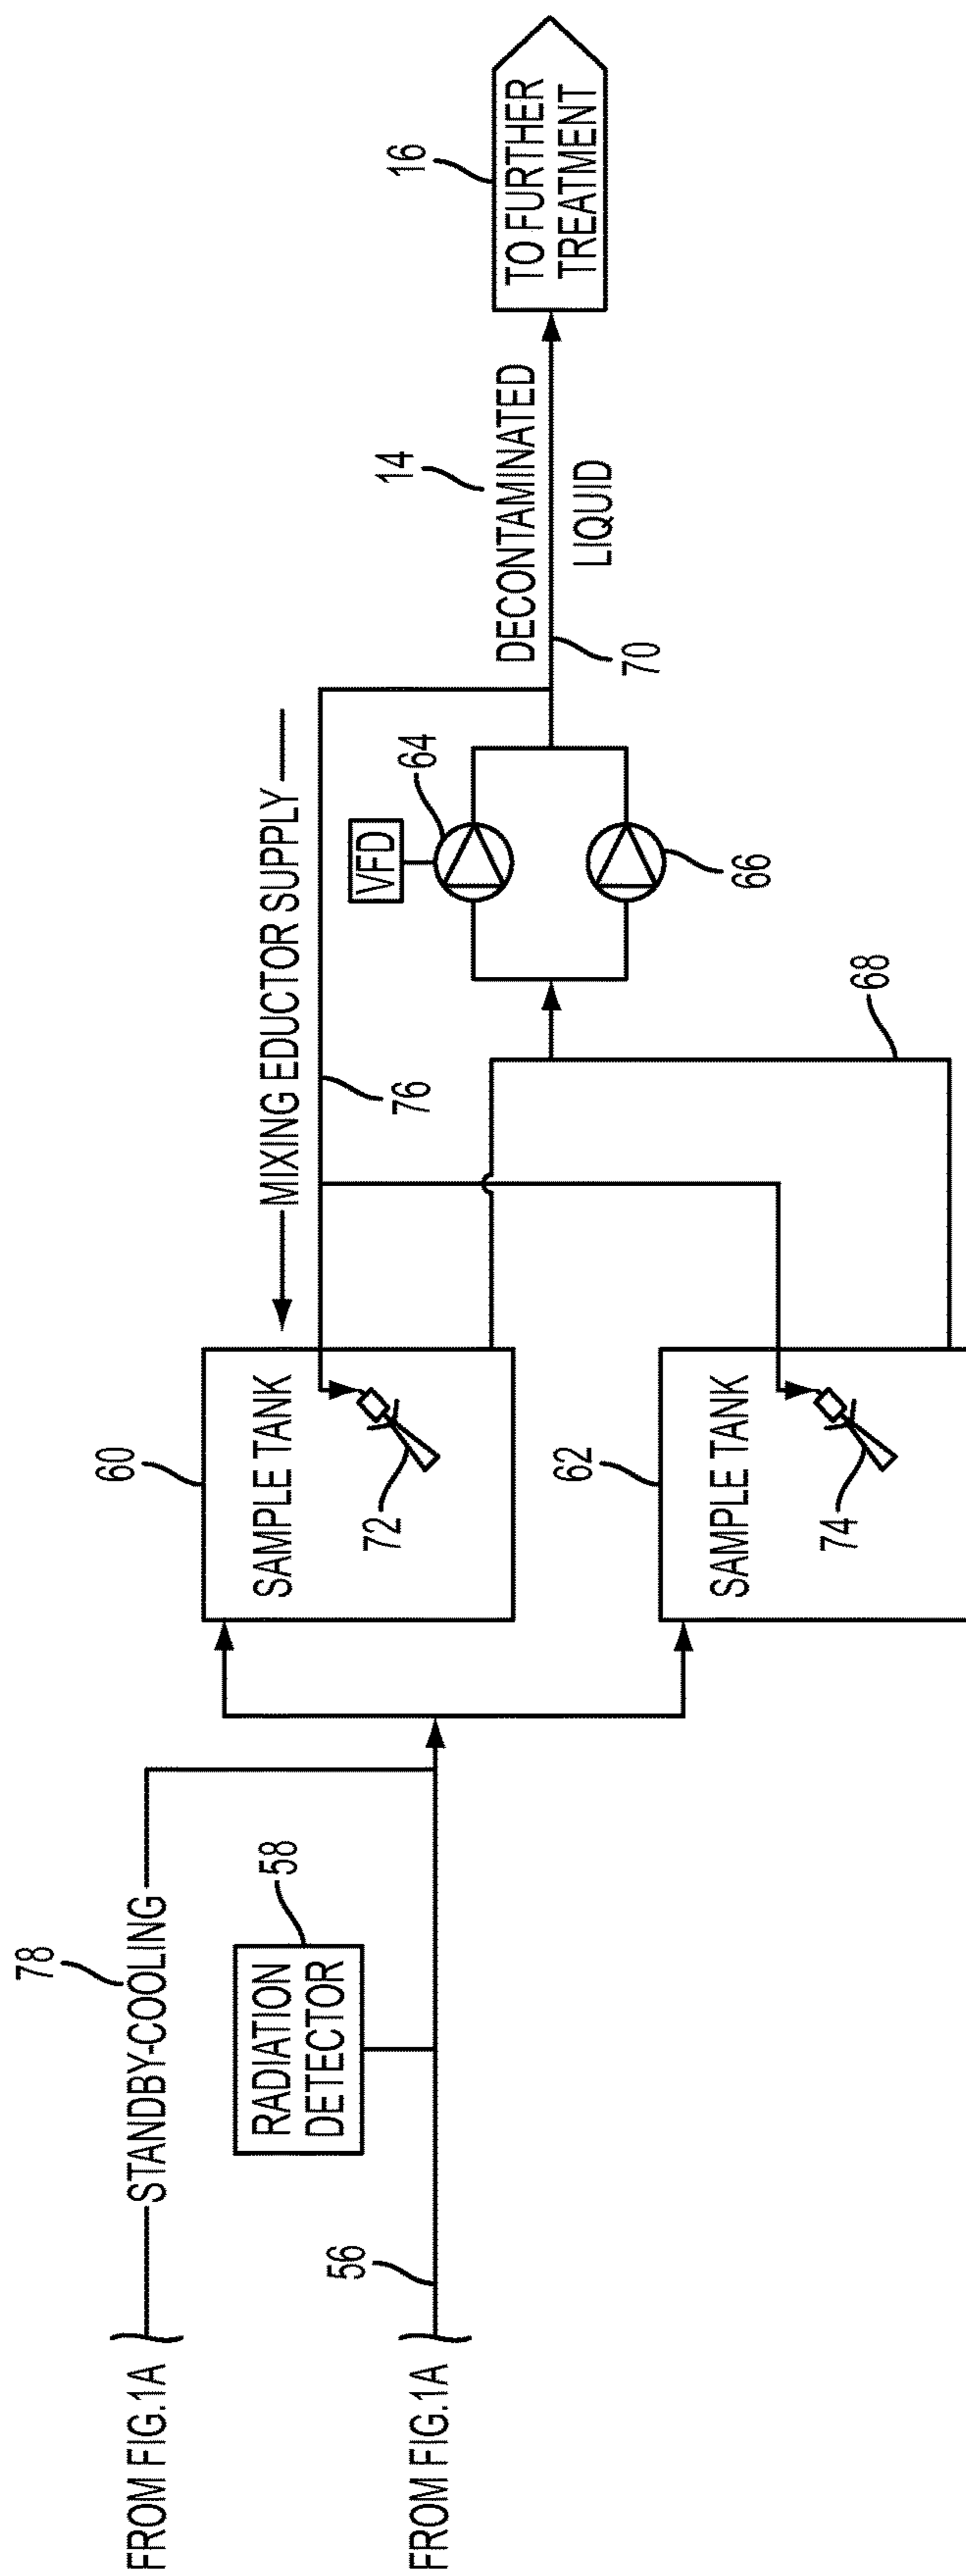 FROM FIG.1A
78
STANDBY-COOLING
FROM FIG.1A
56
RADIATION
DETECTOR
58
60
SAMPLE TANK
72
62
SAMPLE TANK
74
MIXING EDUCTOR SUPPLY
76
68
VFD
64
66
70
14
DECONTAMINATED
LIQUID
16
TO FURTHER
TREATMENT